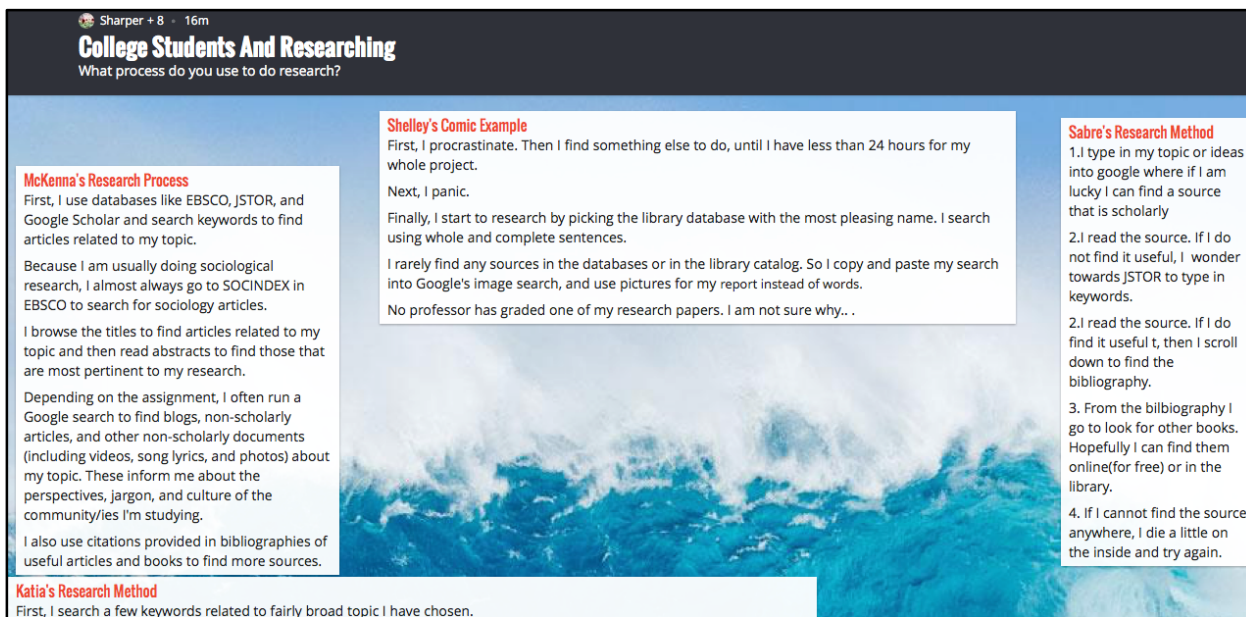 Sharper + 8 • 16m
College Students And Researching
What process do you use to do research?
McKenna's Research Process
First, I use databases like EBSCO, JSTOR, and
Google Scholar and search keywords to find
articles related to my topic.
Because I am usually doing sociological
research, I almost always go to SOCINDEX in
EBSCO to search for sociology articles.
I browse the titles to find articles related to my
topic and then read abstracts to find those that
are most pertinent to my research.
Depending on the assignment, I often run a
Google search to find blogs, non-scholarly
articles, and other non-scholarly documents
(including videos, song lyrics, and photos) about
my topic. These inform me about the
perspectives, jargon, and culture of the
community/ies I'm studying.
I also use citations provided in bibliographies of
useful articles and books to find more sources.
Shelley's Comic Example
First, I procrastinate. Then I find something else to do, until I have less than 24 hours for my
whole project.
Next, I panic.
Finally, I start to research by picking the library database with the most pleasing name. I search
using whole and complete sentences.
I rarely find any sources in the databases or in the library catalog. So I copy and paste my search
into Google's image search, and use pictures for my report instead of words.
No professor has graded one of my research papers. I am not sure why.. .
Sabre's Research Method
1.I type in my topic or ideas
into google where if I am
lucky I can find a source
that is scholarly
2.I read the source. If I do
not find it useful, I wonder
towards JSTOR to type in
keywords.
2.I read the source. If I do
find it useful t, then I scroll
down to find the
bibliography.
3. From the bilbiography I
go to look for other books.
Hopefully I can find them
online(for free) or in the
library.
4. If I cannot find the source
anywhere, I die a little on
the inside and try again.
Katia's Research Method
First, I search a few keywords related to fairly broad topic I have chosen.